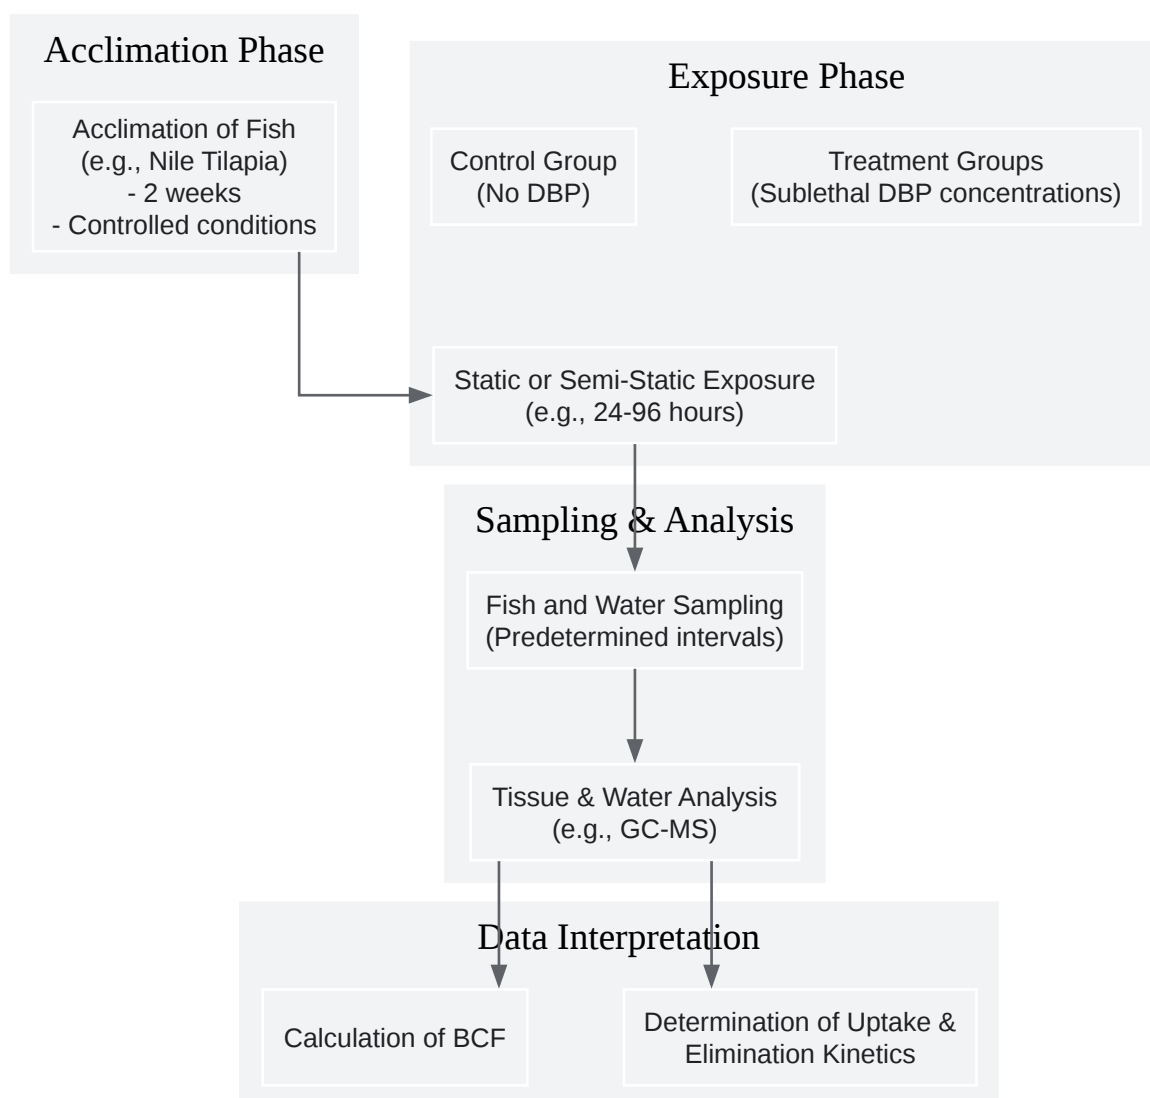 Acclimation Phase
Acclimation of Fish
(e.g., Nile Tilapia)
- 2 weeks
- Controlled conditions
Exposure Phase
Control Group
(No DBP)
Treatment Groups
(Sublethal DBP concentrations)
Static or Semi-Static Exposure
(e.g., 24-96 hours)
Sampling & Analysis
Fish and Water Sampling
(Predetermined intervals)
Tissue & Water Analysis
(e.g., GC-MS)
Data Interpretation
Calculation of BCF
Determination of Uptake &
Elimination Kinetics